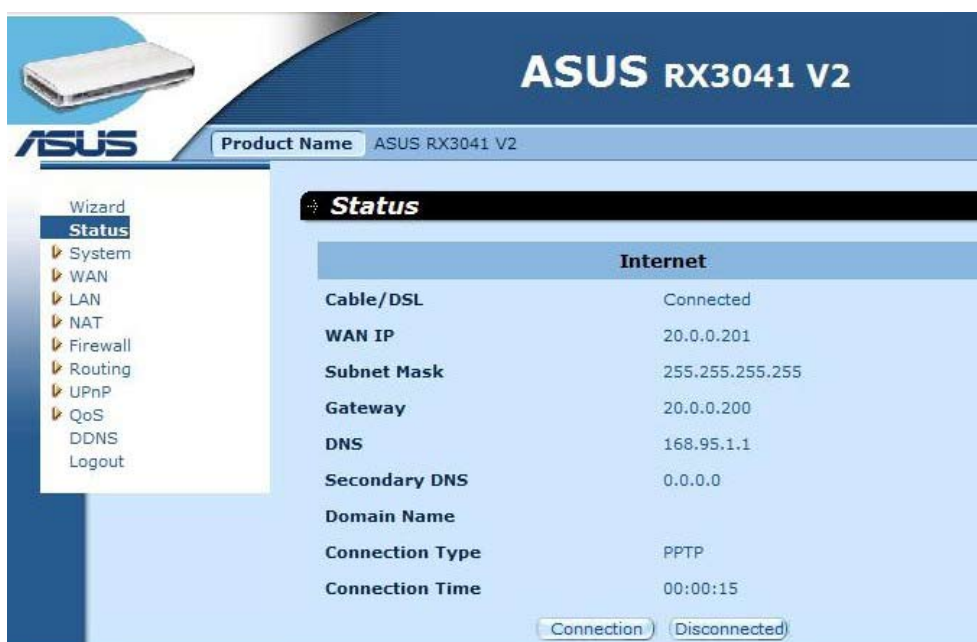 ASUS RX3041 V2
ASUS
Product Name ASUS RX3041 V2
Wizard
Status
System
WAN
LAN
NAT
Firewall
Routing
UPnP
QoS
DDNS
Logout
Status
Internet
Cable/DSL Connected
WAN IP 20.0.0.201
Subnet Mask 255.255.255.255
Gateway 20.0.0.200
DNS 168.95.1.1
Secondary DNS 0.0.0.0
Domain Name
Connection Type PPTP
Connection Time 00:00:15
Connection Disconnected